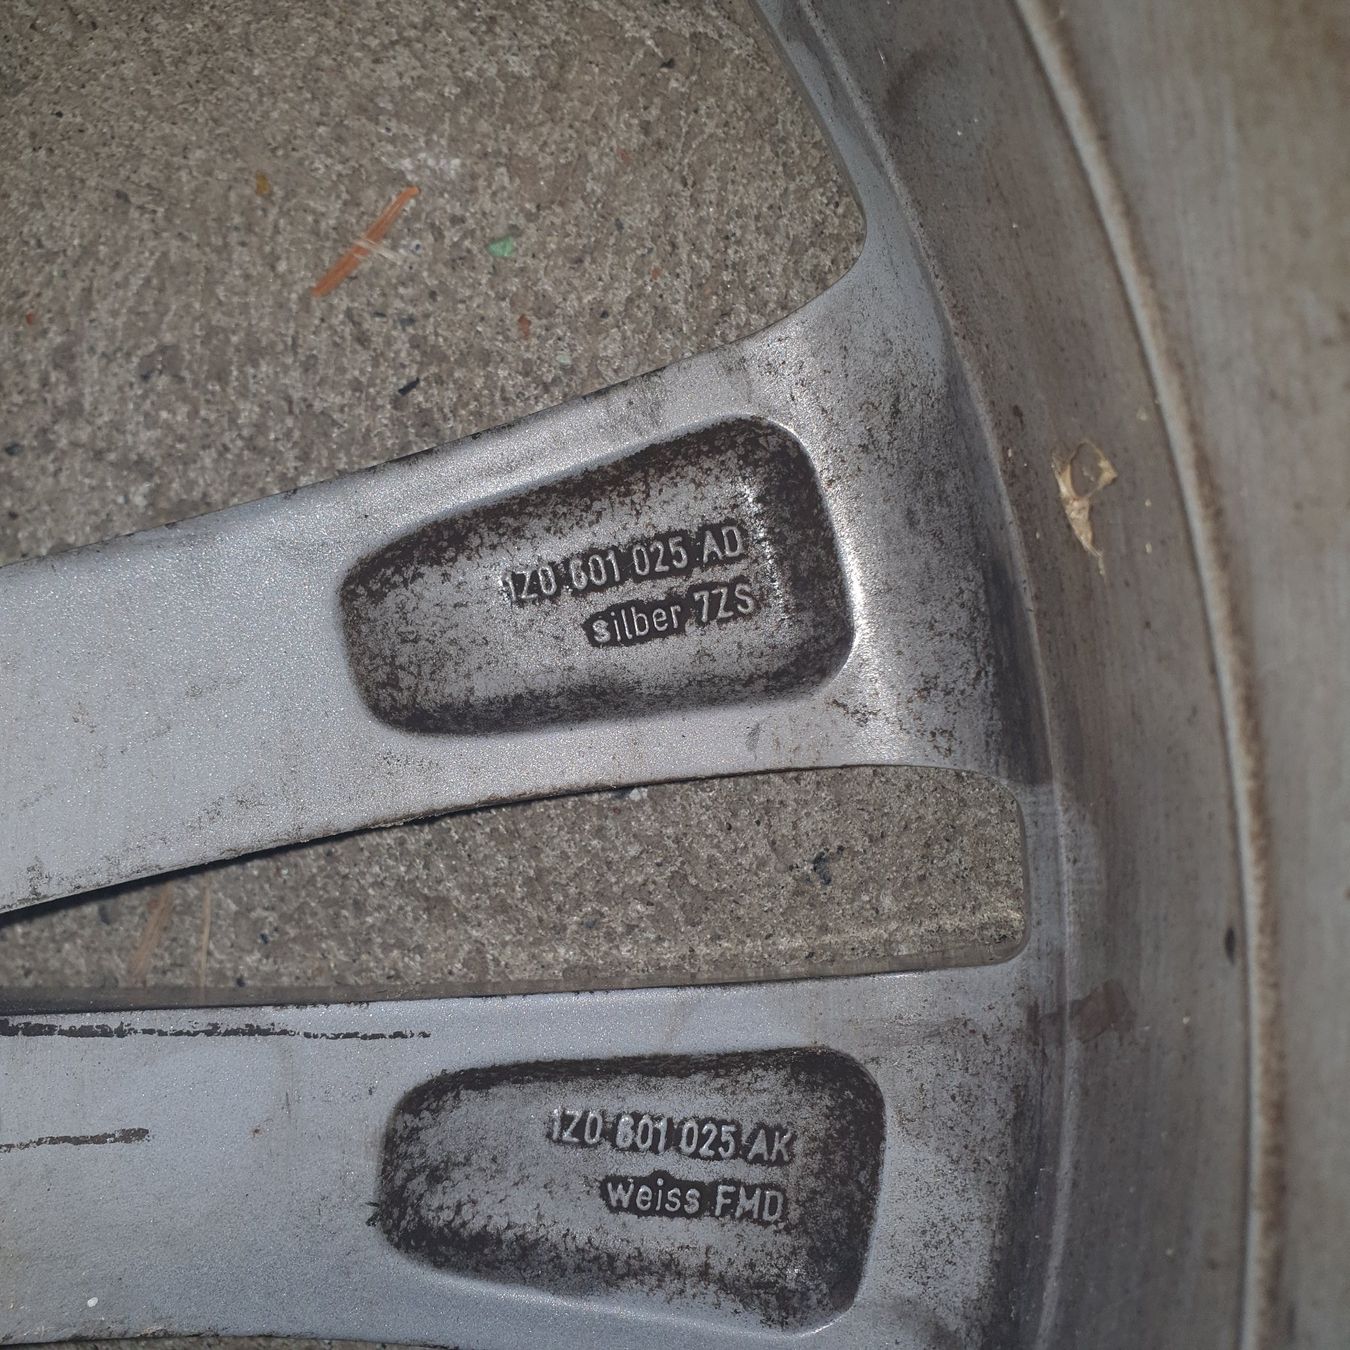 1Z0 601 025 AD
silber 7ZS
1Z0 601 025 AK
weiss FMD